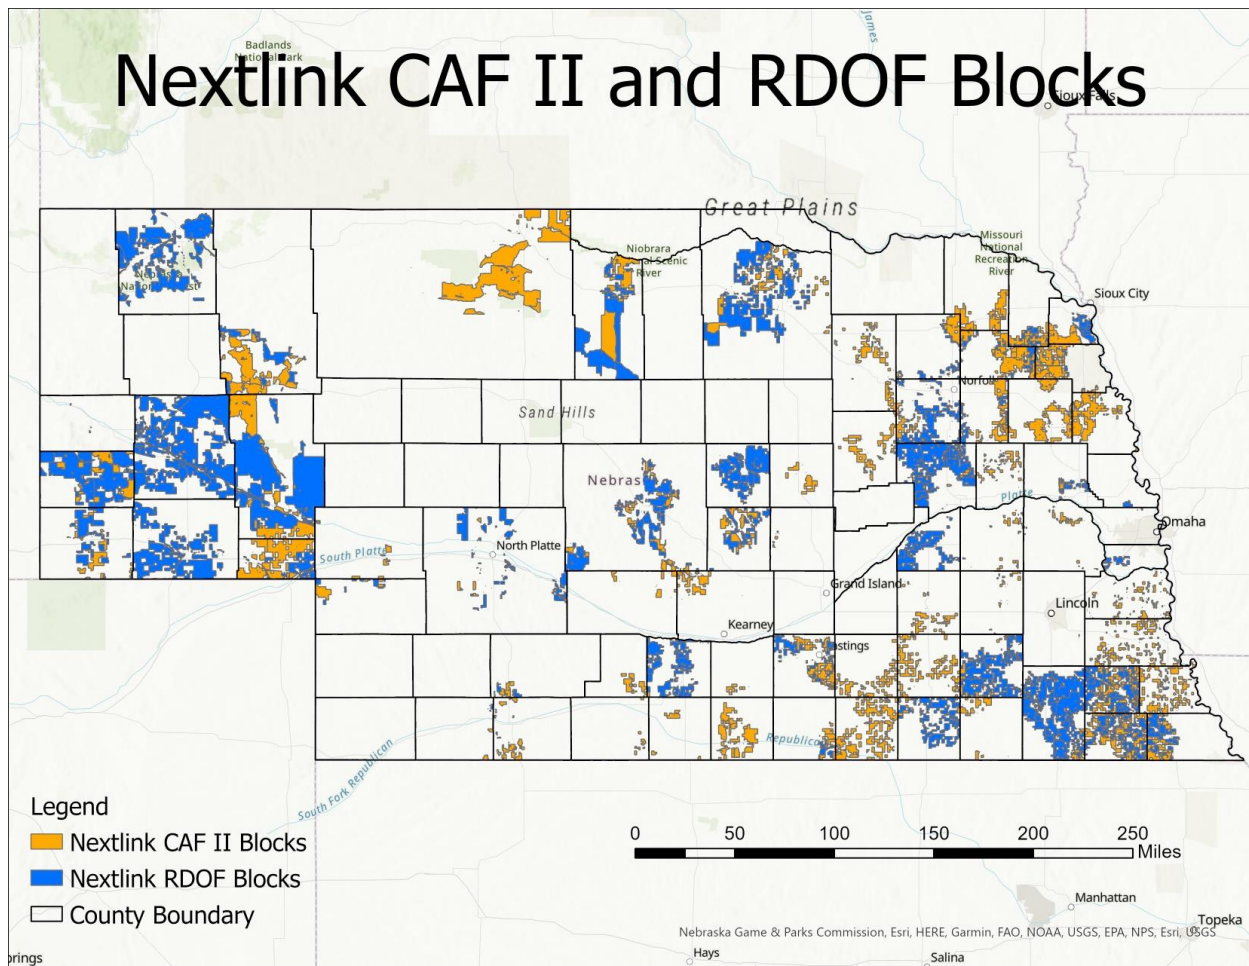 James
Badlands
National Park
Nextlink CAF II and RDOF Blocks
Sioux Falls
Great Plains
Missouri
National
Recreation
River
Niobrara
National Scenic
River
Nebraska
National Forest
Sioux City
Norfolk
Sand Hills
Nebraska
Platte
Omaha
North Platte
South Platte
Grand Island
Lincoln
Kearney
Hastings
Republican
South Fork Republican
Legend
Nextlink CAF II Blocks
Nextlink RDOF Blocks
County Boundary
0 50 100 150 200 250
Miles
Manhattan
Topeka
Nebraska Game & Parks Commission, Esri, HERE, Garmin, FAO, NOAA, USGS, EPA, NPS, Esri, USGS
Hays
Salina
prings